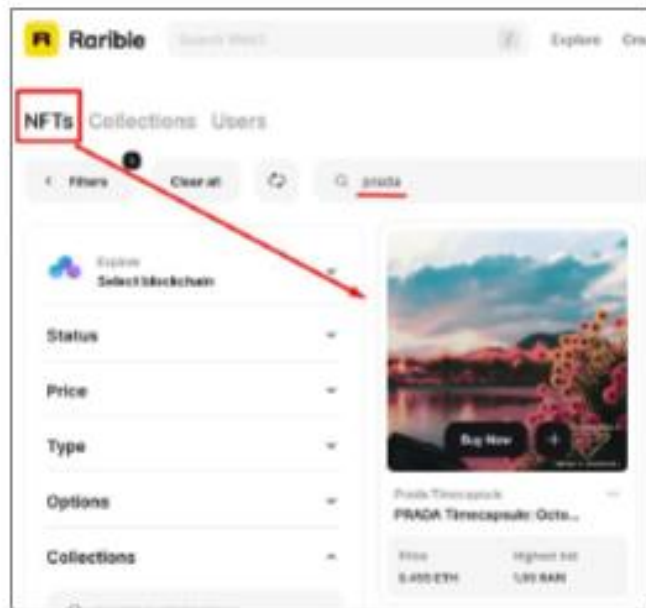 Rarible
Explore
NFTs Collections Users
Filters Clear all
prada
Explore
Select blockchain
Status
Price
Type
Options
Collections
Buy Now +
Prada Timecapsule
PRADA Timecapsule: Octo...
Price Highest bid